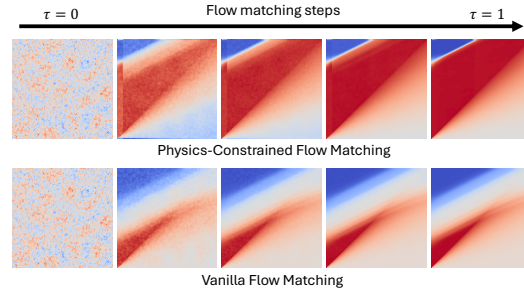 Flow matching steps
τ = 0
τ = 1
Physics-Constrained Flow Matching
Vanilla Flow Matching